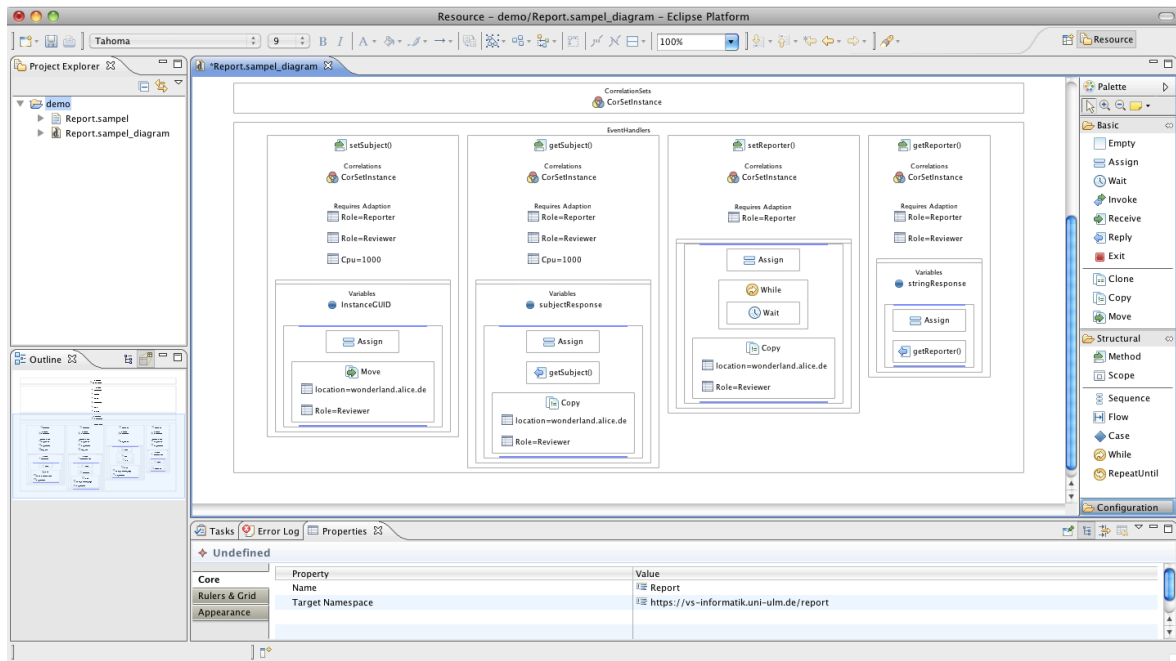 Resource – demo/Report.sampel_diagram – Eclipse Platform
Tahoma 9 B I A 100% Resource
Project Explorer
demo
Report.sampel
Report.sampel_diagram
Outline
*Report.sampel_diagram
CorrelationSets
CorSetInstance
EventHandlers
setSubject()
Correlations
CorSetInstance
Requires Adaption
Role=Reporter
Role=Reviewer
Cpu=1000
Variables
InstanceGUID
Assign
Move
location=wonderland.alice.de
Role=Reviewer
getSubject()
Correlations
CorSetInstance
Requires Adaption
Role=Reporter
Role=Reviewer
Cpu=1000
Variables
subjectResponse
Assign
getSubject()
Copy
location=wonderland.alice.de
Role=Reviewer
setReporter()
Correlations
CorSetInstance
Requires Adaption
Role=Reporter
Assign
While
Wait
Copy
location=wonderland.alice.de
Role=Reviewer
getReporter()
Correlations
CorSetInstance
Requires Adaption
Role=Reporter
Role=Reviewer
Variables
stringResponse
Assign
getReporter()
Palette
Basic
Empty
Assign
Wait
Invoke
Receive
Reply
Exit
Clone
Copy
Move
Structural
Method
Scope
Sequence
Flow
Case
While
RepeatUntil
Configuration
Tasks Error Log Properties
Undefined
Core
Rulers & Grid
Appearance
Property Value
Name Report
Target Namespace https://vs-informatik.uni-ulm.de/report